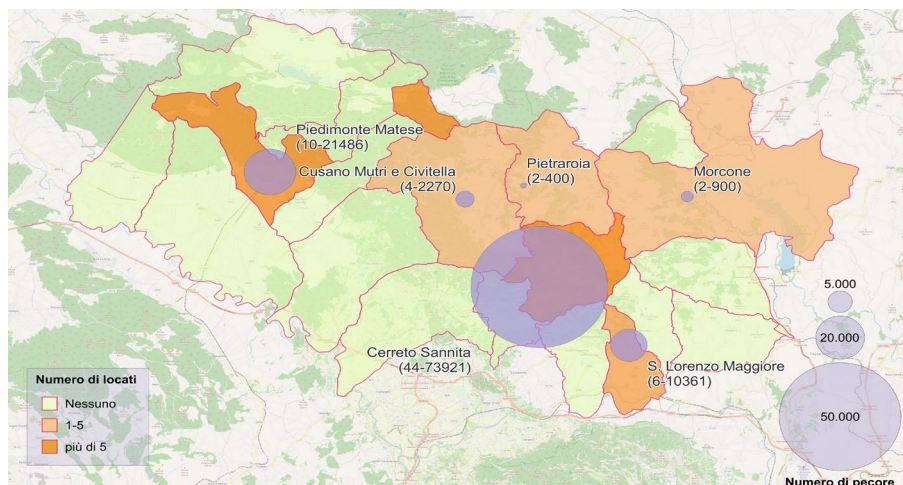 Piedimonte Matese
(10-21486)
Cusano Mutri e Civitella
(4-2270)
Pietraroia
(2-400)
Morcone
(2-900)
Cerreto Sannita
(44-73921)
S. Lorenzo Maggiore
(6-10361)
Numero di locati
Nessuno
1-5
più di 5
5.000
20.000
50.000
Numero di pecore